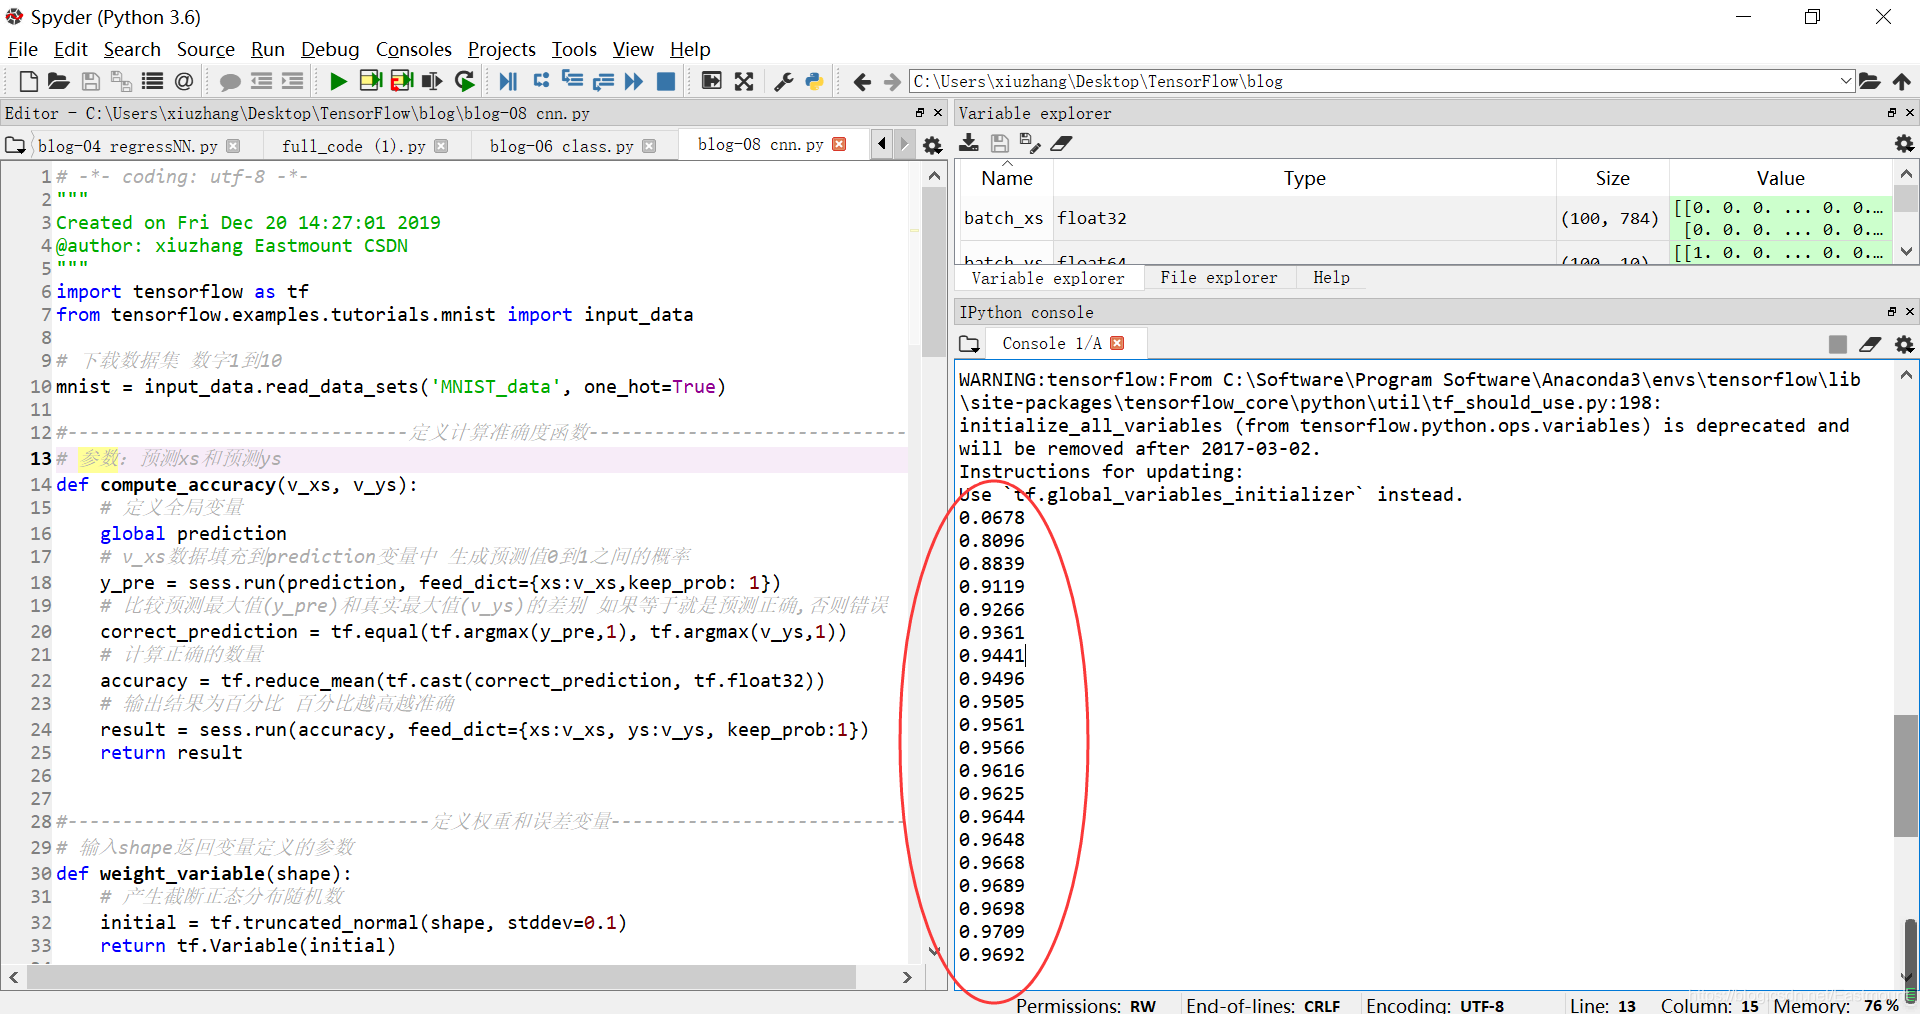 Spyder (Python 3.6)
File Edit Search Source Run Debug Consoles Projects Tools View Help
C:\Users\xiuzhang\Desktop\TensorFlow\blog
Editor - C:\Users\xiuzhang\Desktop\TensorFlow\blog\blog-08 cnn.py
blog-04 regressNN.py full_code (1).py blog-06 class.py blog-08 cnn.py
1 # -*- coding: utf-8 -*-
2 """
3 Created on Fri Dec 20 14:27:01 2019
4 @author: xiuzhang Eastmount CSDN
5 """
6 import tensorflow as tf
7 from tensorflow.examples.tutorials.mnist import input_data
8
9 # 下载数据集 数字1到10
10 mnist = input_data.read_data_sets('MNIST_data', one_hot=True)
11
12 #-------------------------------定义计算准确度函数-----------------------------
13 # 参数：预测xs和预测ys
14 def compute_accuracy(v_xs, v_ys):
15     # 定义全局变量
16     global prediction
17     # v_xs数据填充到prediction变量中 生成预测值0到1之间的概率
18     y_pre = sess.run(prediction, feed_dict={xs:v_xs,keep_prob: 1})
19     # 比较预测最大值(y_pre)和真实最大值(v_ys)的差别 如果等于就是预测正确,否则错误
20     correct_prediction = tf.equal(tf.argmax(y_pre,1), tf.argmax(v_ys,1))
21     # 计算正确的数量
22     accuracy = tf.reduce_mean(tf.cast(correct_prediction, tf.float32))
23     # 输出结果为百分比 百分比越高越准确
24     result = sess.run(accuracy, feed_dict={xs:v_xs, ys:v_ys, keep_prob:1})
25     return result
26
27
28 #---------------------------------定义权重和误差变量---------------------------
29 # 输入shape返回变量定义的参数
30 def weight_variable(shape):
31     # 产生截断正态分布随机数
32     initial = tf.truncated_normal(shape, stddev=0.1)
33     return tf.Variable(initial)
Variable explorer
Name Type Size Value
batch_xs float32 (100, 784) [[0. 0. 0. ... 0. 0....
[0. 0. 0. ... 0. 0....
batch_ys float64 (100, 10) [[1. 0. 0. ... 0. 0....
Variable explorer File explorer Help
IPython console
Console 1/A
WARNING:tensorflow:From C:\Software\Program Software\Anaconda3\envs\tensorflow\lib
\site-packages\tensorflow_core\python\util\tf_should_use.py:198:
initialize_all_variables (from tensorflow.python.ops.variables) is deprecated and
will be removed after 2017-03-02.
Instructions for updating:
Use `tf.global_variables_initializer` instead.
0.0678
0.8096
0.8839
0.9119
0.9266
0.9361
0.9441
0.9496
0.9505
0.9561
0.9566
0.9616
0.9625
0.9644
0.9648
0.9668
0.9689
0.9698
0.9709
0.9692
Permissions: RW End-of-lines: CRLF Encoding: UTF-8 Line: 13 Column: 15 Memory: 76 %